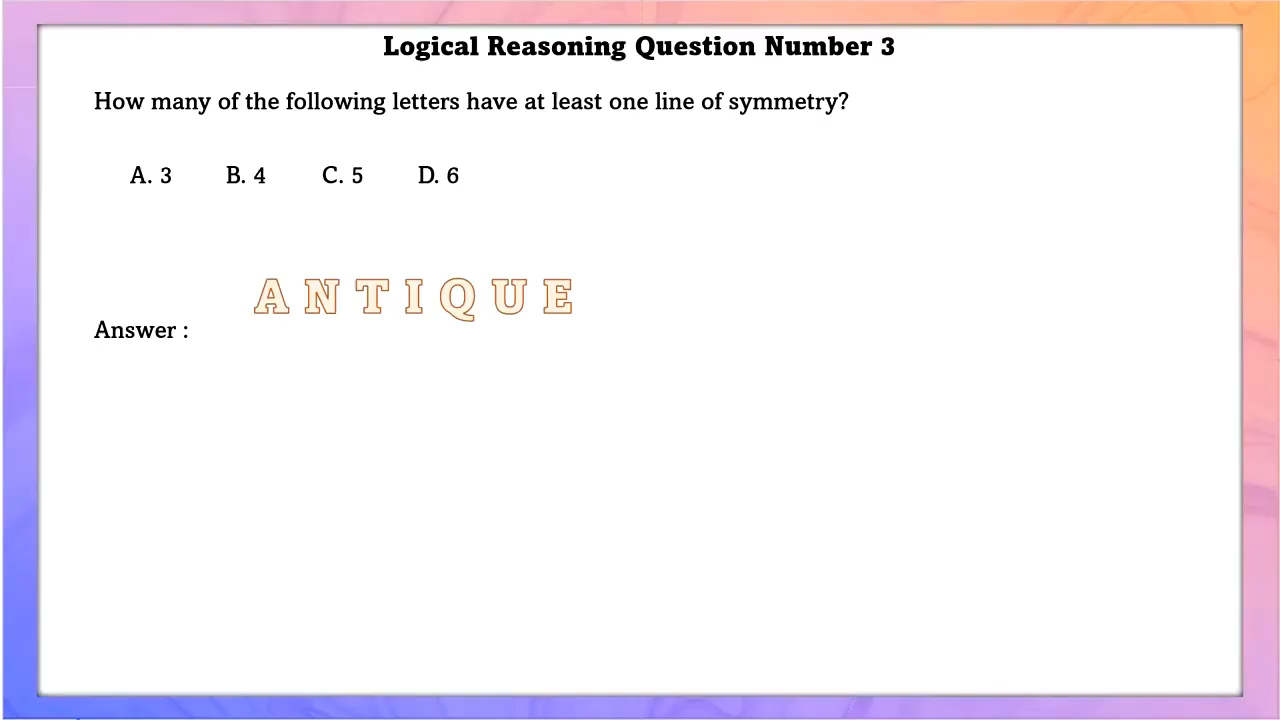 Logical Reasoning Question Number 3
How many of the following letters have at least one line of symmetry?
A. 3 B. 4 C. 5 D. 6
A N T I Q U E
Answer :